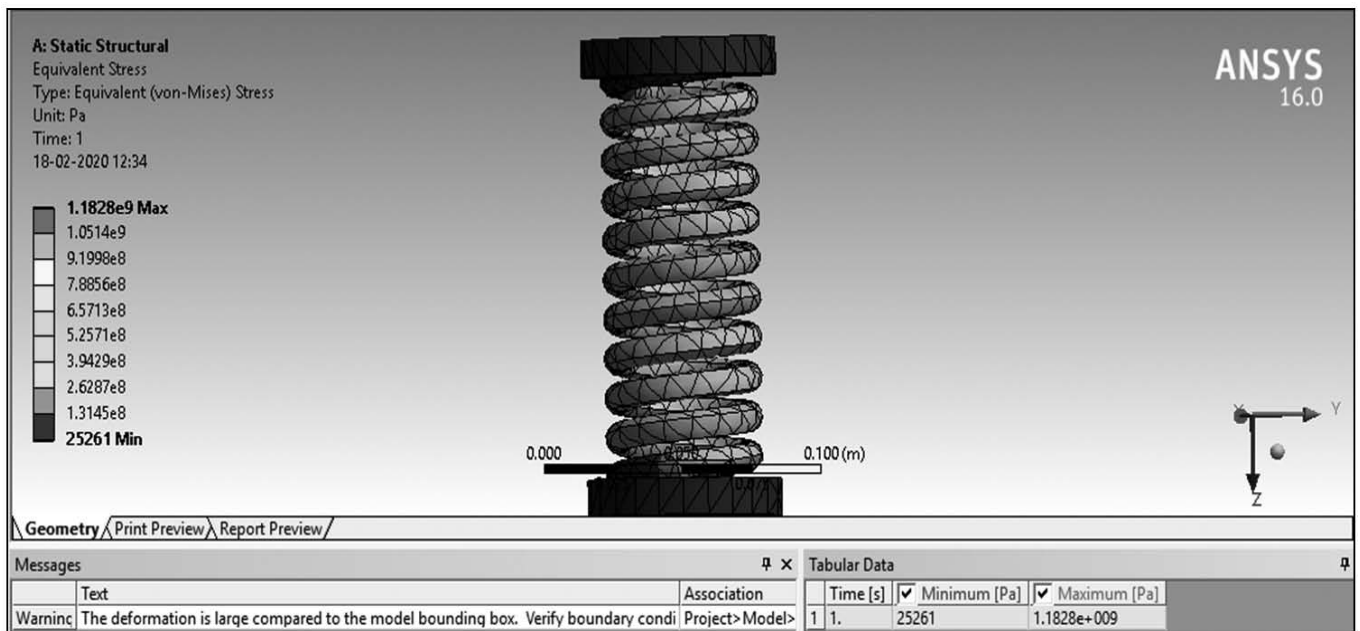 A: Static Structural
Equivalent Stress
Type: Equivalent (von-Mises) Stress
Unit: Pa
Time: 1
18-02-2020 12:34
ANSYS
16.0
1.1828e9 Max
1.0514e9
9.1998e8
7.8856e8
6.5713e8
5.2571e8
3.9429e8
2.6287e8
1.3145e8
25261 Min
0.000
0.100 (m)
X
Y
Z
Geometry Print Preview Report Preview
Messages
Text Association
Warning The deformation is large compared to the model bounding box. Verify boundary condi Project>Model>
Tabular Data
Time [s] Minimum [Pa] Maximum [Pa]
1 1. 25261 1.1828e+009